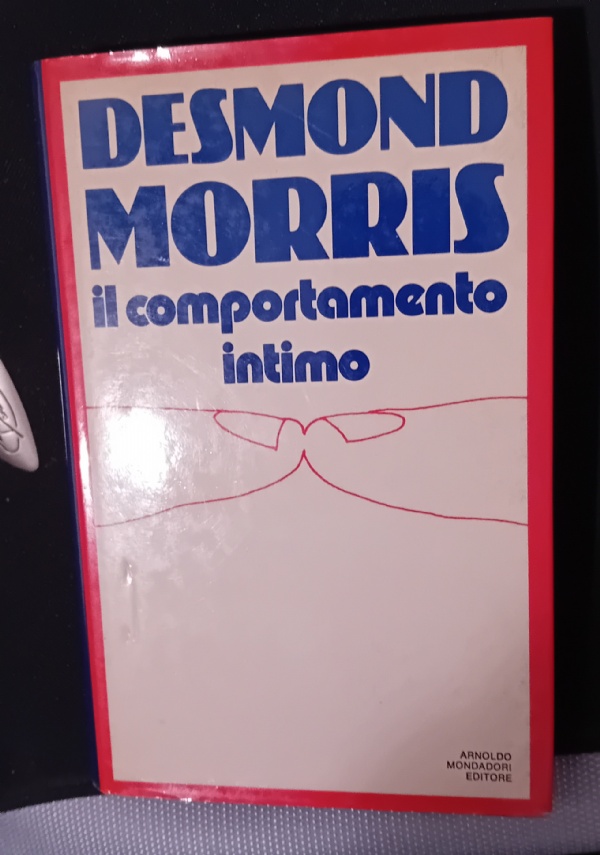 DESMOND
MORRIS
il comportamento
intimo
ARNOLDO
MONDADORI
EDITORE